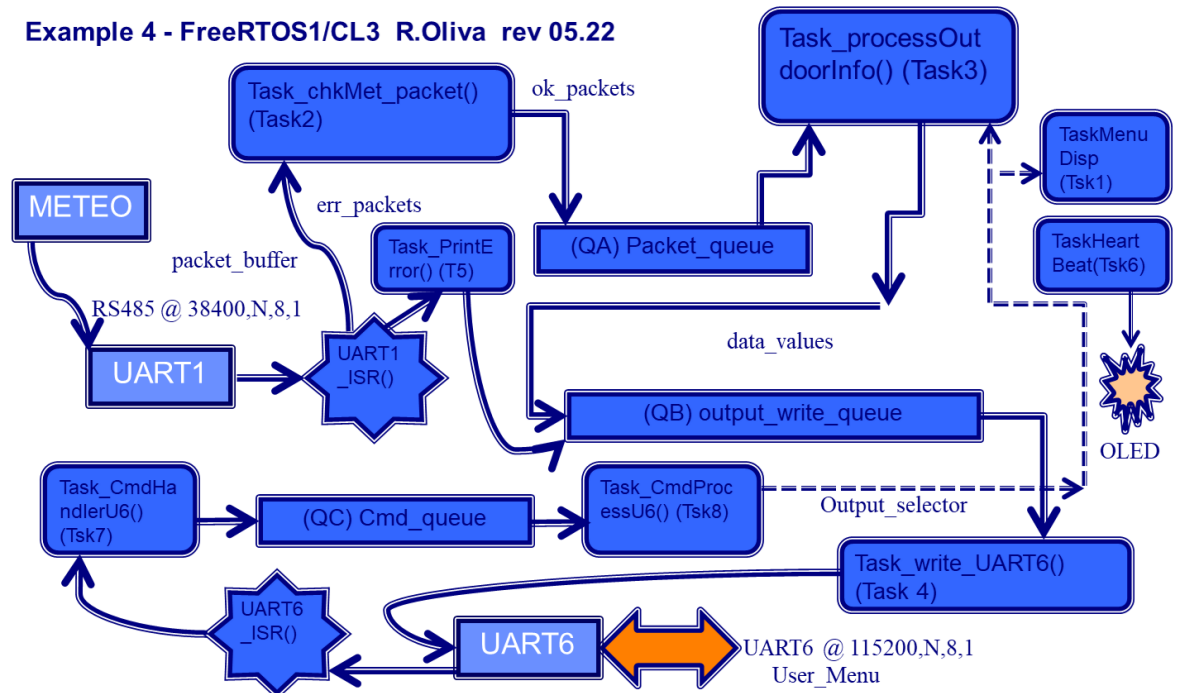 Example 4 - FreeRTOS1/CL3  R.Oliva  rev 05.22
Task_processOut
doorInfo() (Task3)
Task_chkMet_packet()
(Task2)
ok_packets
TaskMenu
Disp
(Tsk1)
METEO
err_packets
Task_PrintE
rror() (T5)
(QA) Packet_queue
TaskHeart
Beat(Tsk6)
packet_buffer
RS485 @ 38400,N,8,1
UART1
UART1
_ISR()
data_values
(QB) output_write_queue
OLED
Task_CmdHa
ndlerU6()
(Tsk7)
(QC) Cmd_queue
Task_CmdProc
essU6() (Tsk8)
Output_selector
Task_write_UART6()
(Task 4)
UART6
_ISR()
UART6
UART6 @ 115200,N,8,1
User_Menu